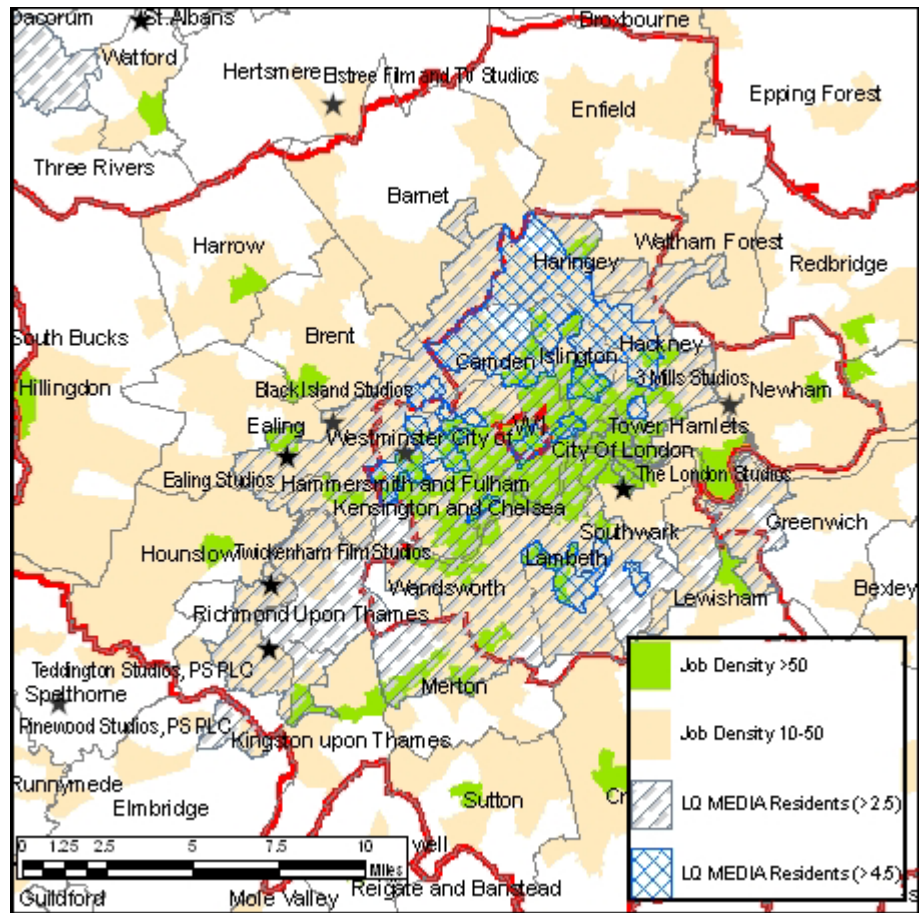 Dacorum
St.Albans
Broxbourne
Watford
Hertsmere
Elstree Film and TV Studios
Epping Forest
Enfield
Three Rivers
Barnet
Harrow
Haringey
Waltham Forest
Redbridge
South Bucks
Brent
Camden
Islington
Hackney
Hillingdon
Black Island Studios
3 Mills Studios
Newham
Ealing
W1
Tower Hamlets
Westminster City of
City Of London
Ealing Studios
Hammersmith and Fulham
The London Studios
Kensington and Chelsea
Southwark
Greenwich
Hounslow
Twickenham Film Studios
Lambeth
Wandsworth
Lewisham
Bexley
Richmond Upon Thames
Teddington Studios, PS PLC
Merton
Spelthorne
Pinewood Studios, PS PLC
Kingston upon Thames
Runnymede
Elmbridge
Sutton
Cr
well
Reigate and Banstead
Guildford
Mole Valley
0 1.25 2.5 5 7.5 10
Miles
Job Density >50
Job Density 10-50
LQ MEDIA Residents (>2.5)
LQ MEDIA Residents (>4.5)